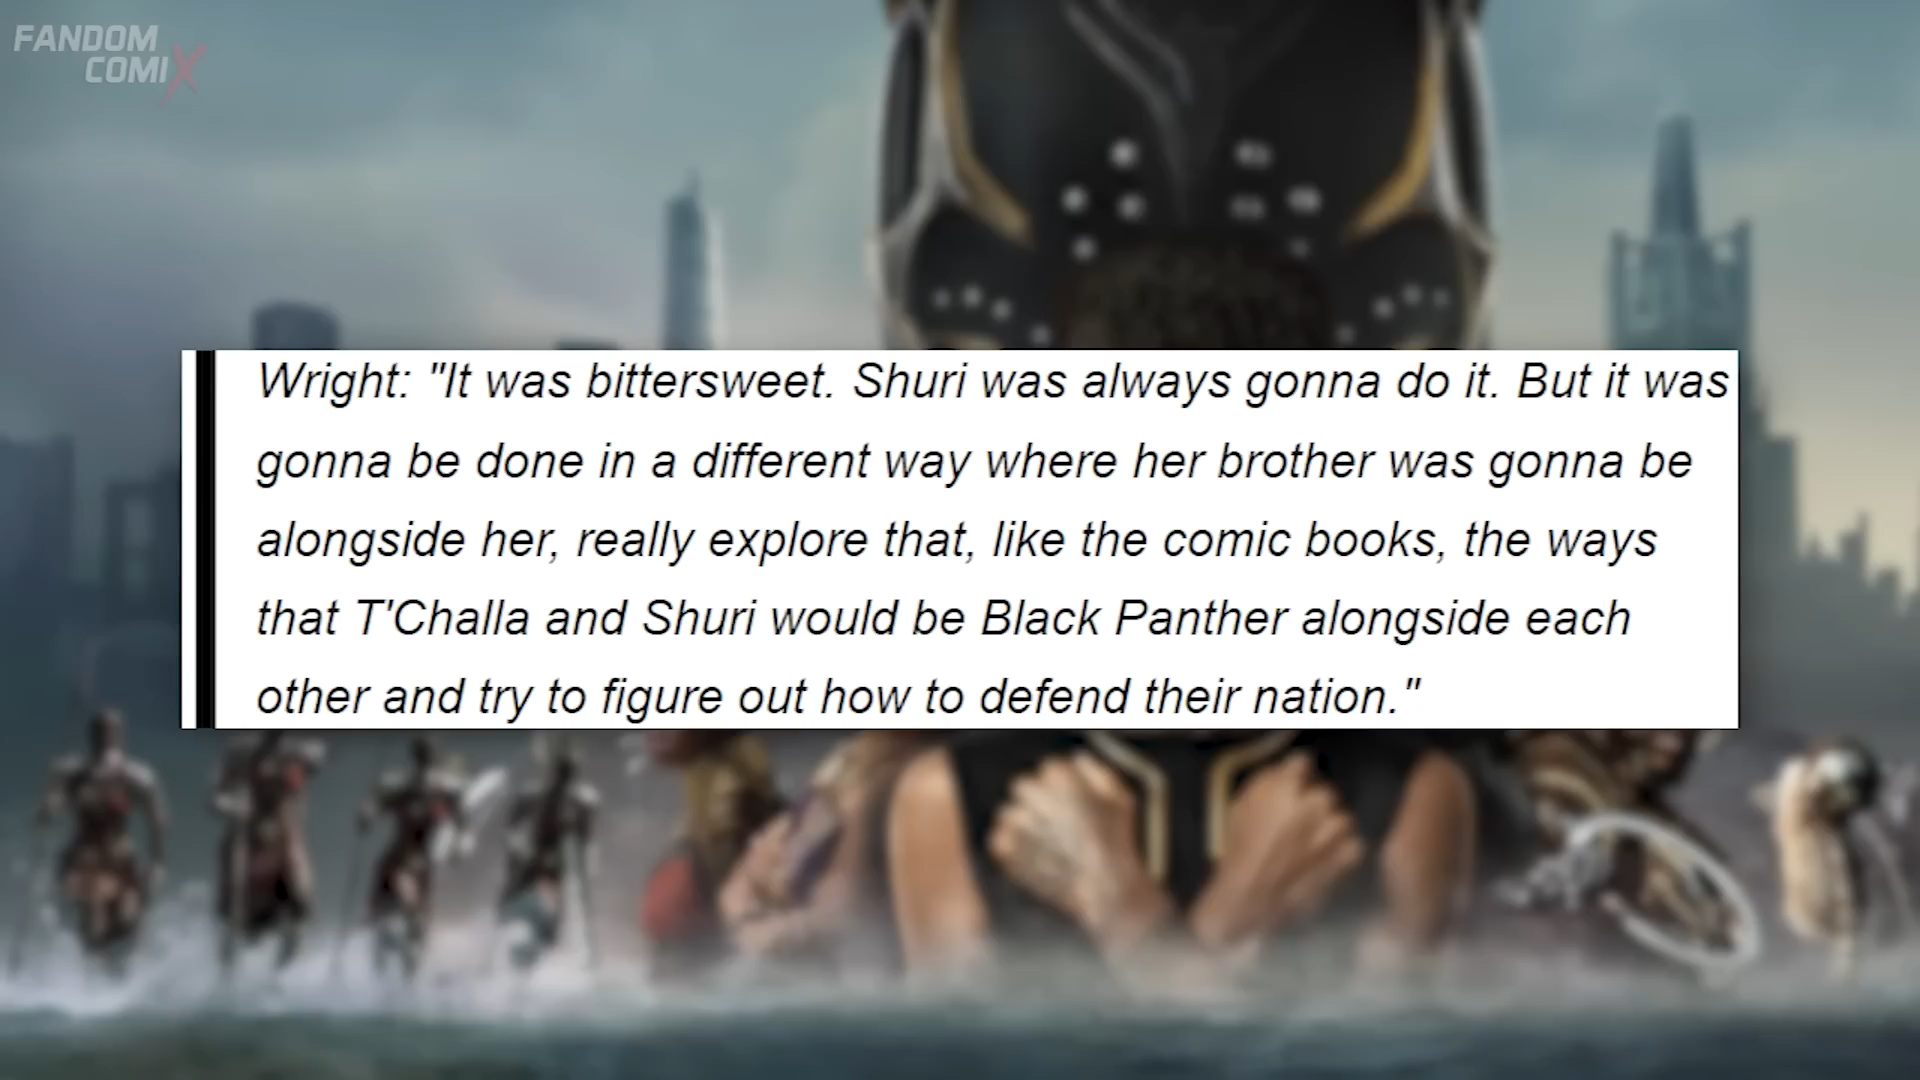 FANDOM
COMIX
Wright: "It was bittersweet. Shuri was always gonna do it. But it was
gonna be done in a different way where her brother was gonna be
alongside her, really explore that, like the comic books, the ways
that T'Challa and Shuri would be Black Panther alongside each
other and try to figure out how to defend their nation."